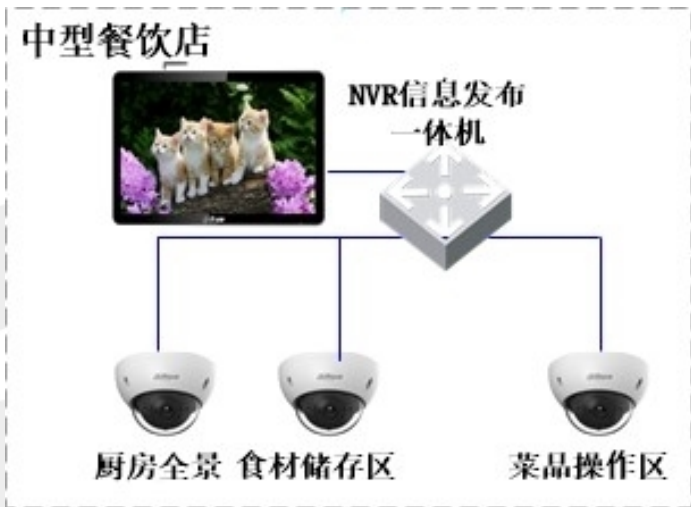 中型餐饮店
NVR信息发布
一体机
厨房全景
食材储存区
菜品操作区